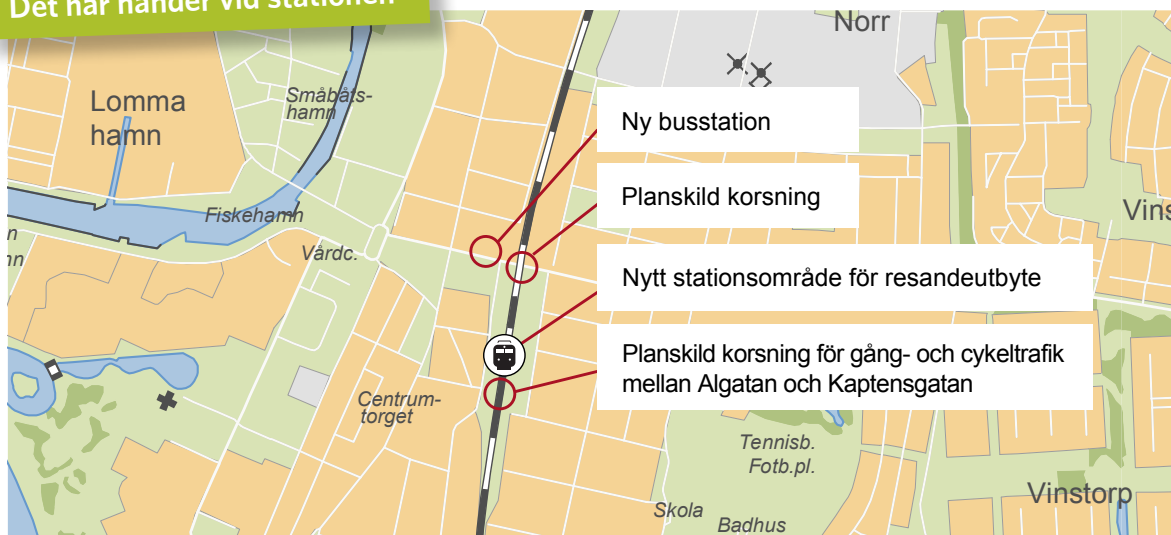 Det här händer vid stationen
Norr
Lomma
hamn
Småbåts-
hamn
Ny busstation
Planskild korsning
Fiskehamn
Vårdc.
Nytt stationsområde för resandeutbyte
Planskild korsning för gång- och cykeltrafik
mellan Algatan och Kaptensgatan
Centrum-
torget
Tennisb.
Fotb.pl.
Vinstorp
Skola
Badhus